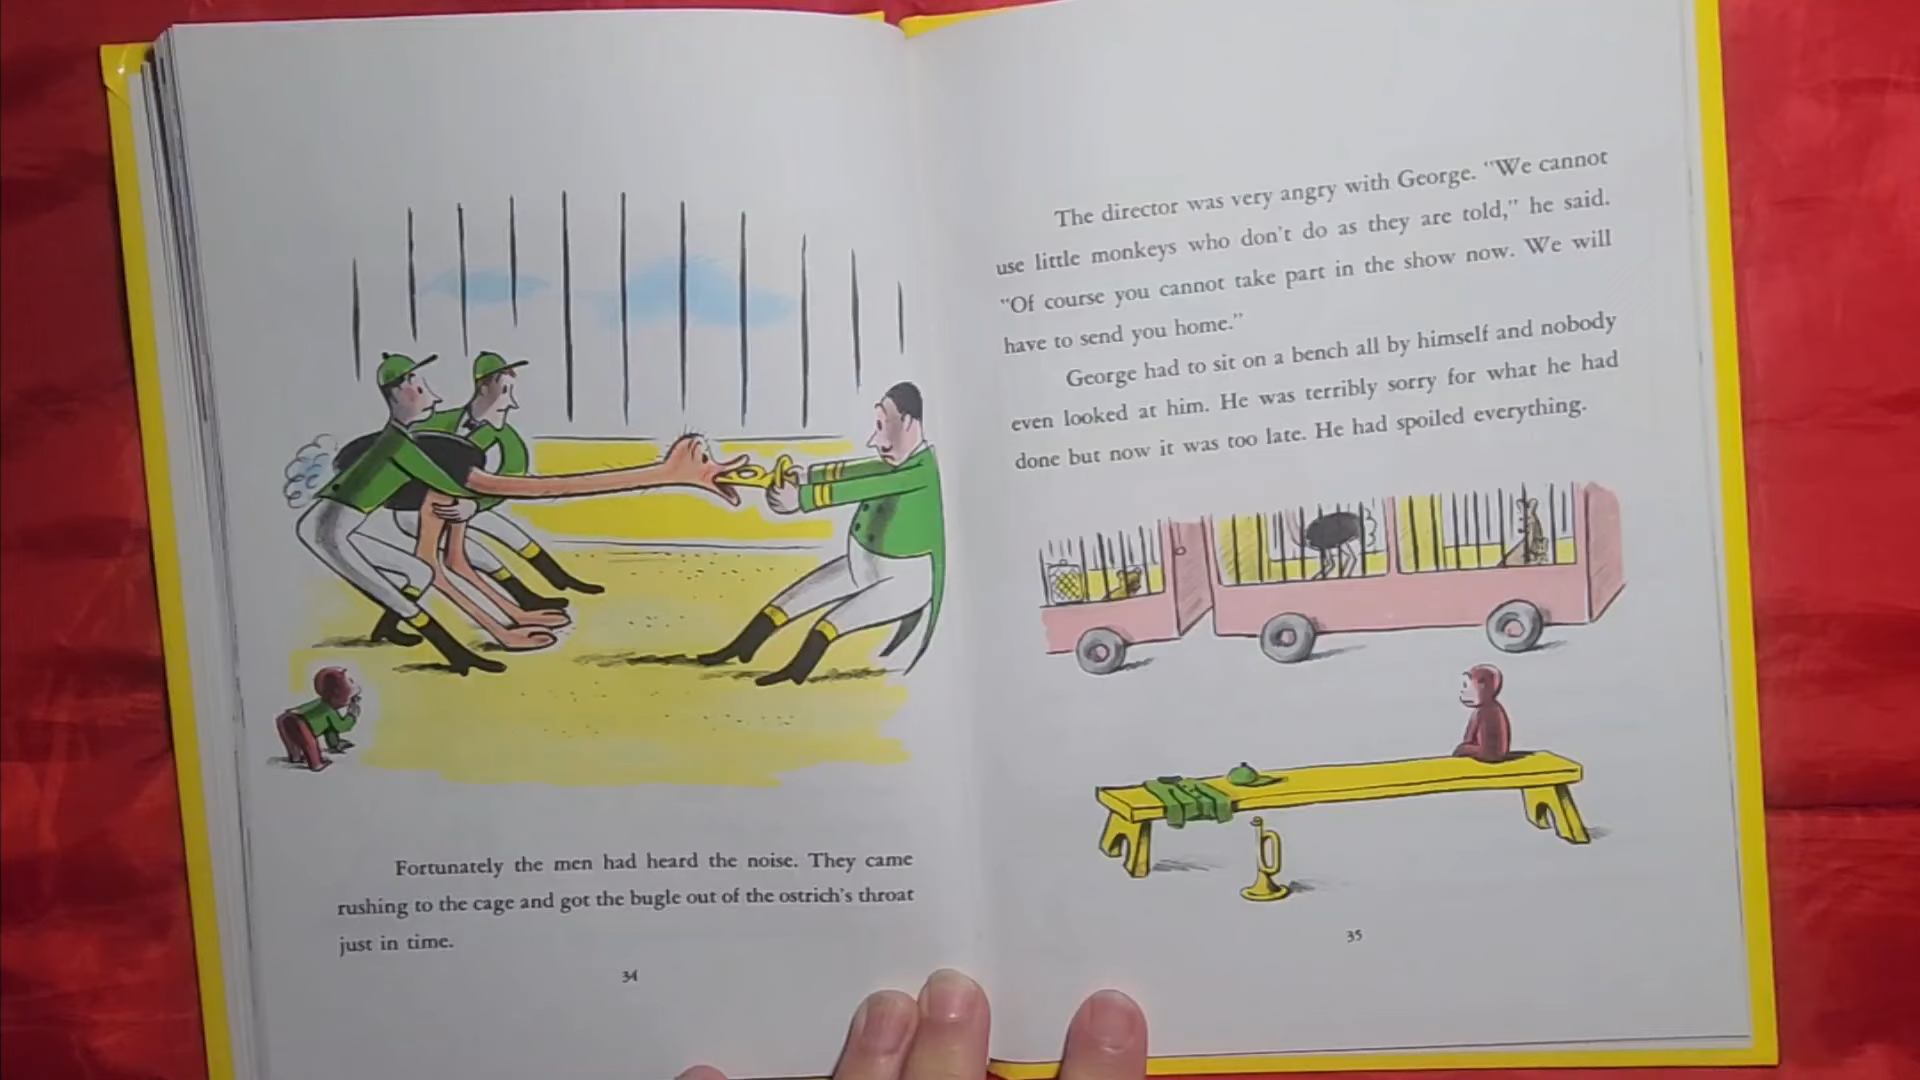 Fortunately the men had heard the noise. They came
rushing to the cage and got the bugle out of the ostrich's throat
just in time.
34
The director was very angry with George. "We cannot
use little monkeys who don't do as they are told," he said.
"Of course you cannot take part in the show now. We will
have to send you home."
George had to sit on a bench all by himself and nobody
even looked at him. He was terribly sorry for what he had
done but now it was too late. He had spoiled everything.
35